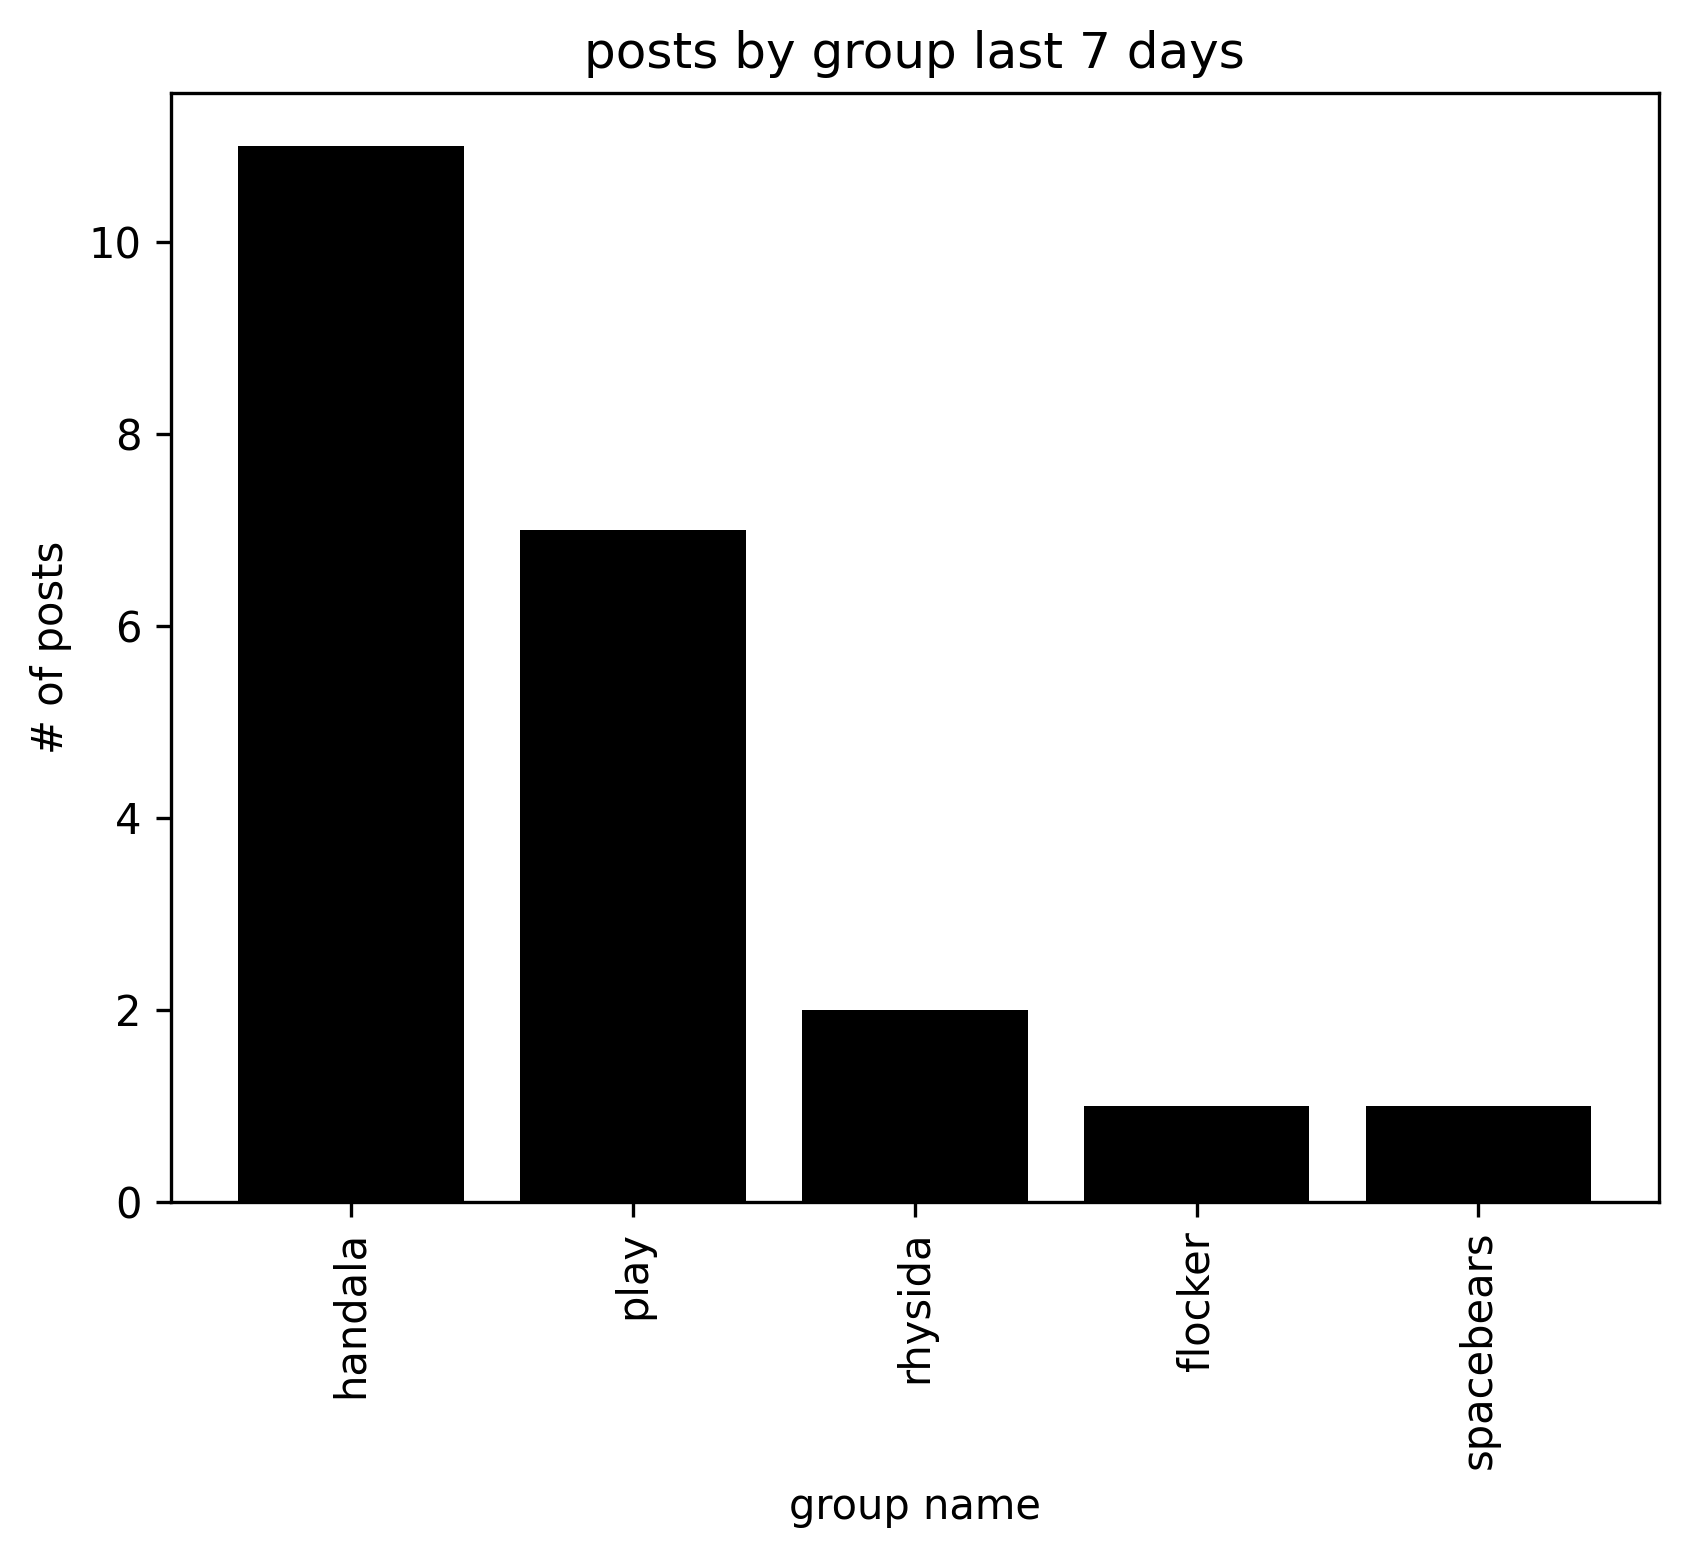 posts by group last 7 days
# of posts
10
8
6
4
2
0
handala
play
rhysida
flocker
spacebears
group name